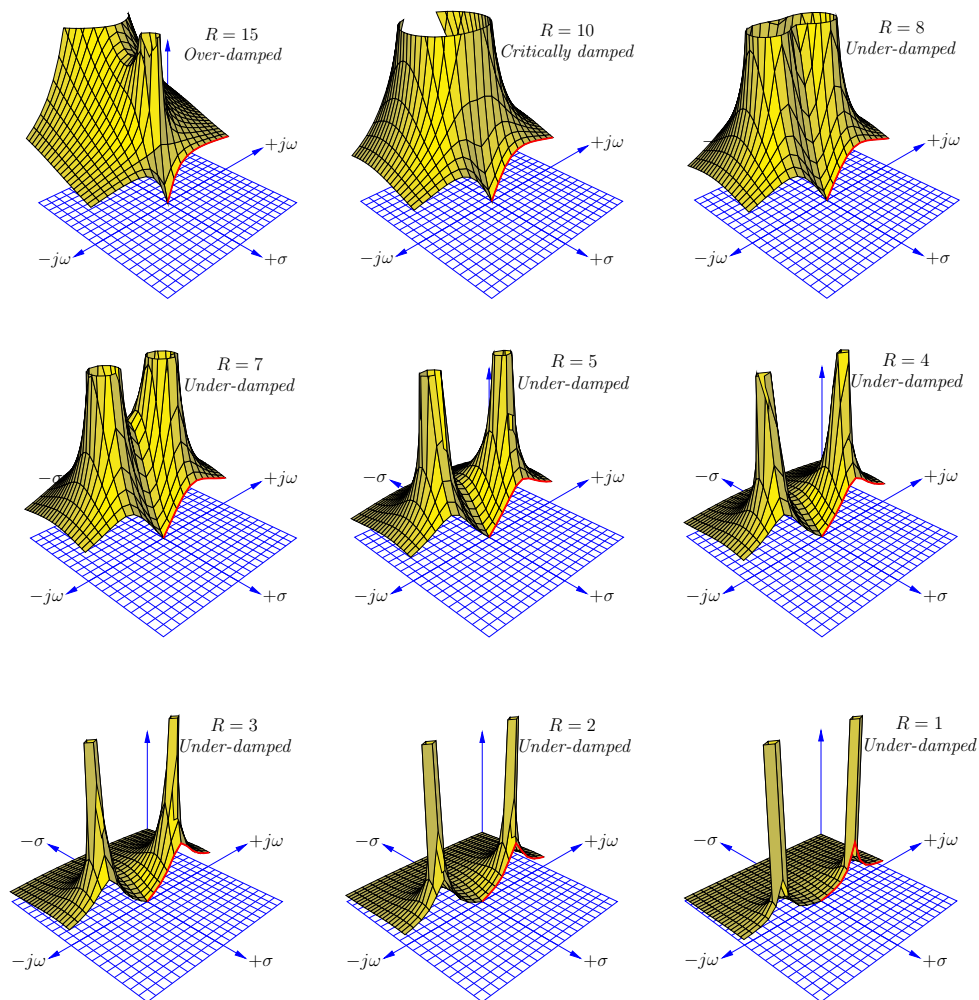 R = 15
Over-damped
+jω
−jω
+σ
R = 10
Critically damped
+jω
−jω
+σ
R = 8
Under-damped
+jω
−jω
+σ
R = 7
Under-damped
−σ
+jω
−jω
+σ
R = 5
Under-damped
−σ
+jω
−jω
+σ
R = 4
Under-damped
−σ
+jω
−jω
+σ
R = 3
Under-damped
−σ
+jω
−jω
+σ
R = 2
Under-damped
−σ
+jω
−jω
+σ
R = 1
Under-damped
−σ
+jω
−jω
+σ